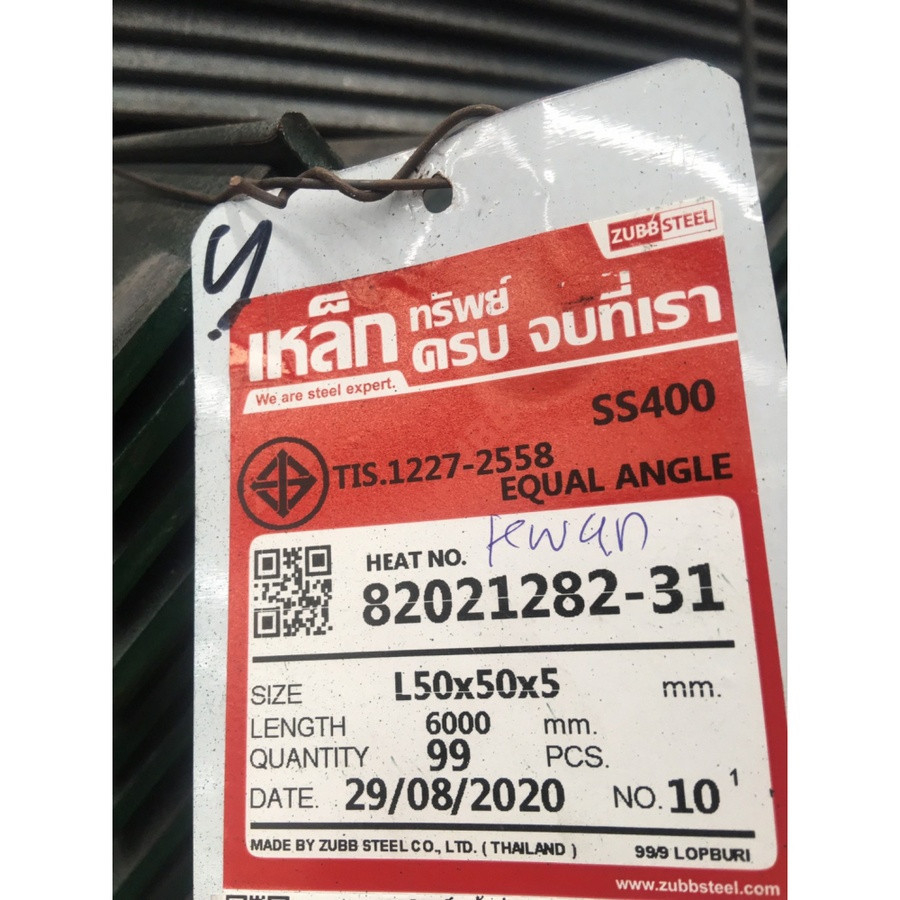 ZUBB STEEL
เหล็ก ทรัพย์
ครบ จบที่เรา
We are steel expert.
SS400
TIS.1227-2558
EQUAL ANGLE
HEAT NO.
82021282-31
SIZE L50x50x5 mm.
LENGTH 6000 mm.
QUANTITY 99 PCS.
DATE. 29/08/2020 NO. 10 1
MADE BY ZUBB STEEL CO., LTD. ( THAILAND ) 99/9 LOPBURI
www.zubbsteel.com